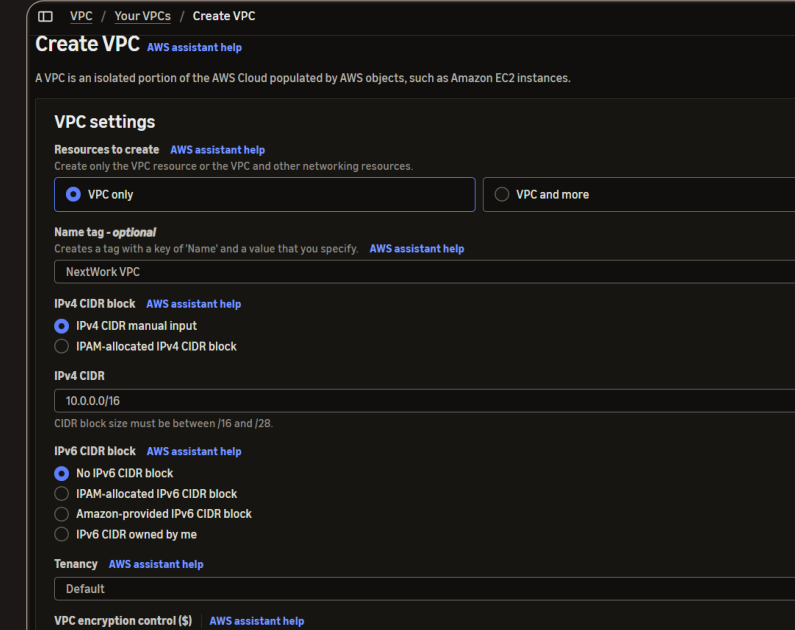 VPC / Your VPCs / Create VPC
Create VPC AWS assistant help
A VPC is an isolated portion of the AWS Cloud populated by AWS objects, such as Amazon EC2 instances.
VPC settings
Resources to create AWS assistant help
Create only the VPC resource or the VPC and other networking resources.
VPC only VPC and more
Name tag - optional
Creates a tag with a key of 'Name' and a value that you specify. AWS assistant help
NextWork VPC
IPv4 CIDR block AWS assistant help
IPv4 CIDR manual input
IPAM-allocated IPv4 CIDR block
IPv4 CIDR
10.0.0.0/16
CIDR block size must be between /16 and /28.
IPv6 CIDR block AWS assistant help
No IPv6 CIDR block
IPAM-allocated IPv6 CIDR block
Amazon-provided IPv6 CIDR block
IPv6 CIDR owned by me
Tenancy AWS assistant help
Default
VPC encryption control ($) AWS assistant help